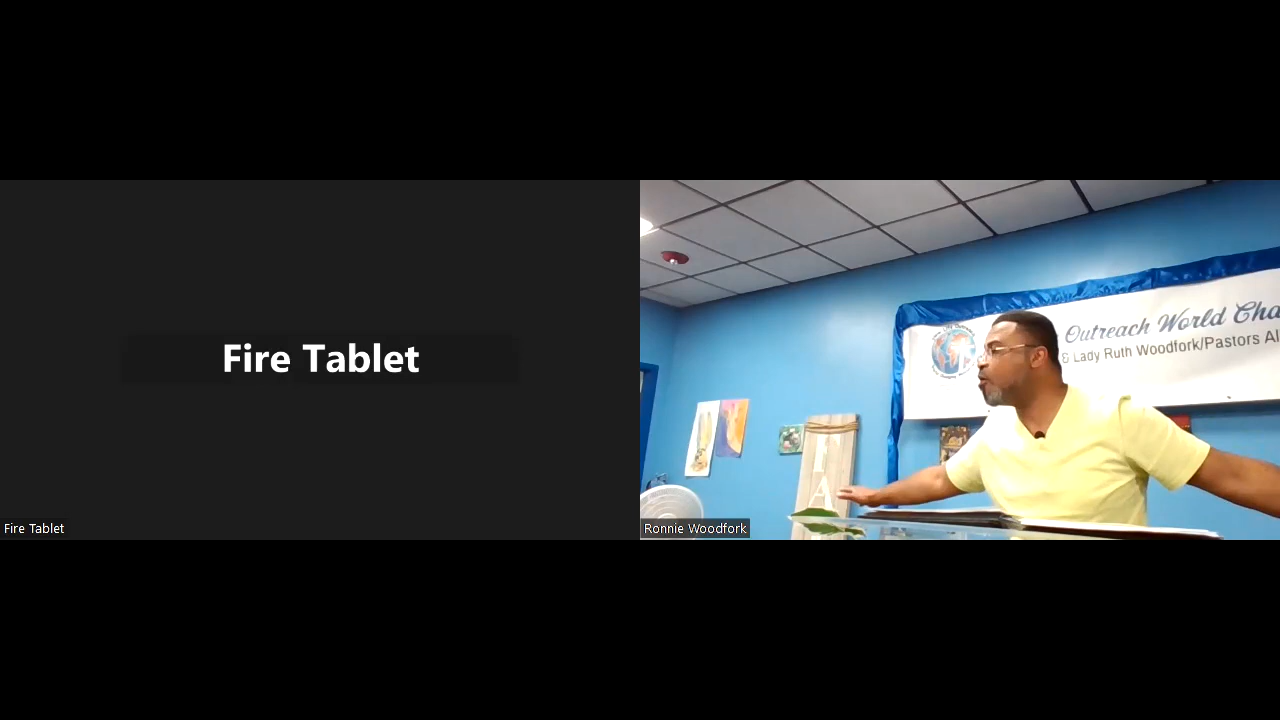 Fire Tablet
Fire Tablet
Outreach World Cha
& Lady Ruth Woodfork/Pastors Al
A
Ronnie Woodfork